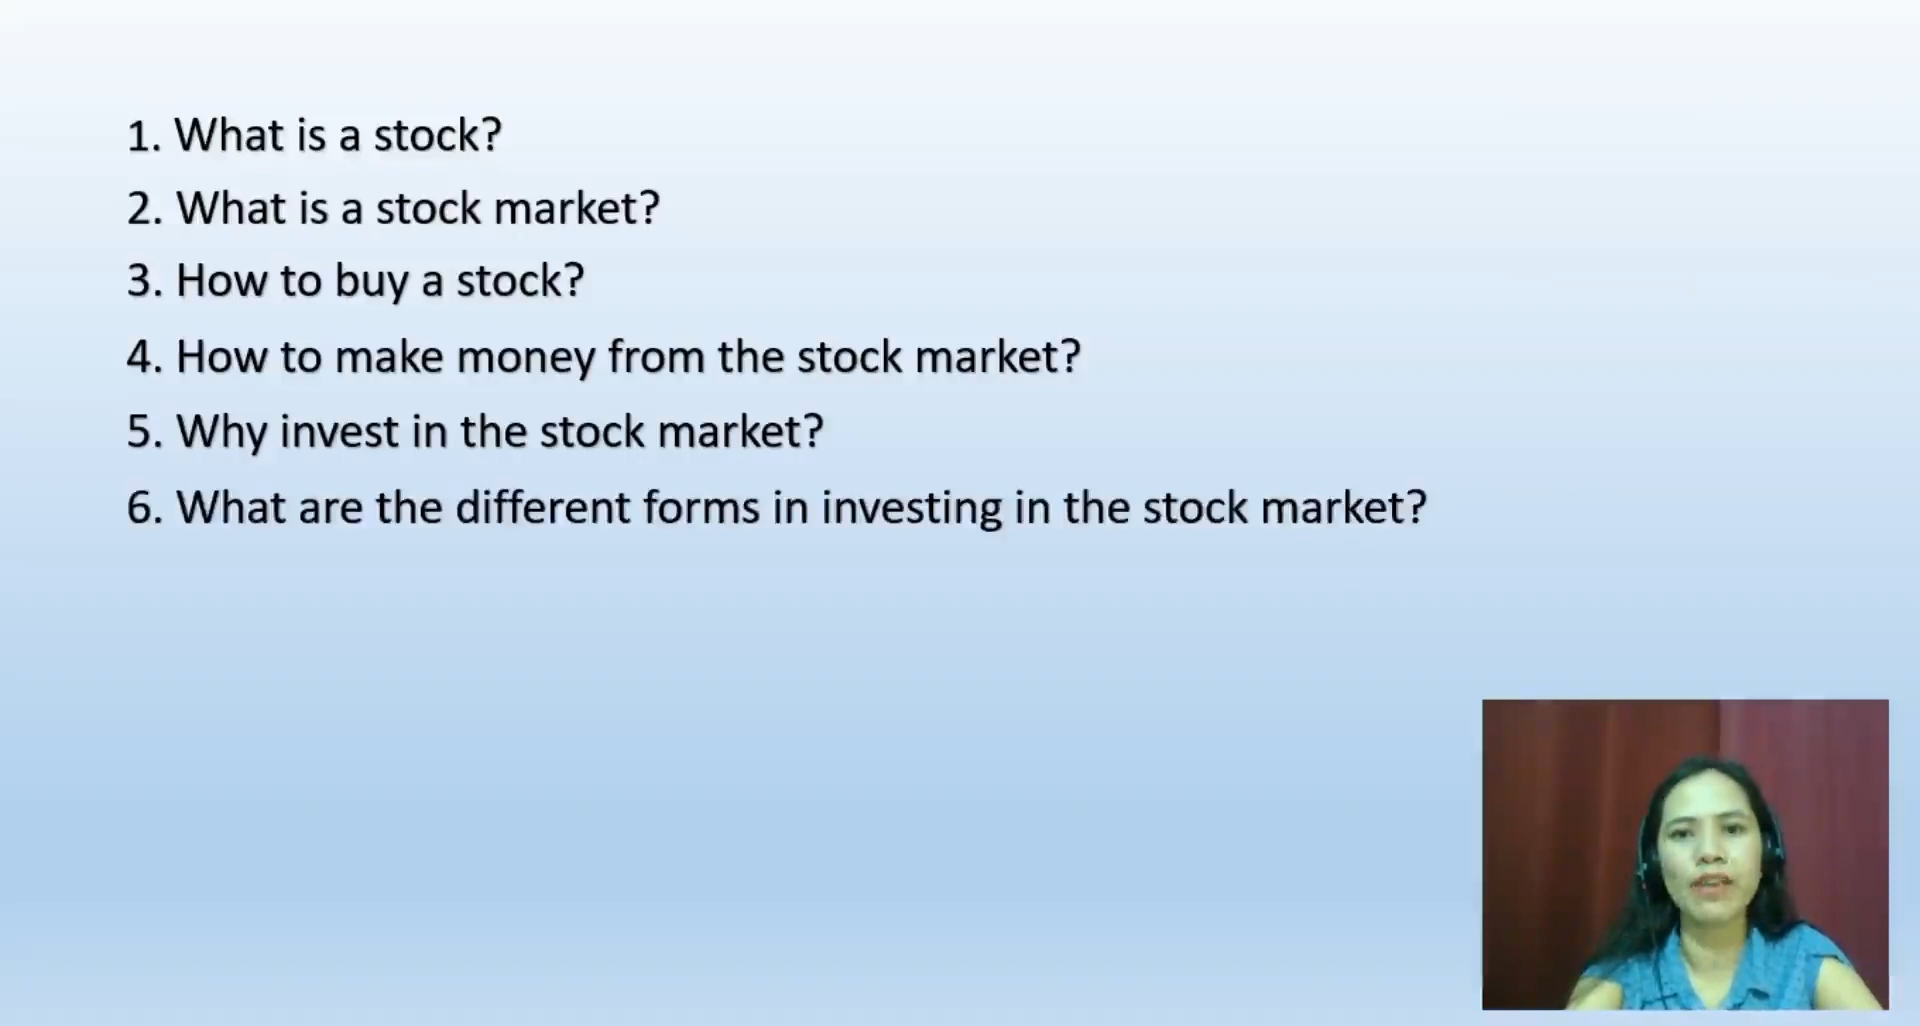 1. What is a stock?
2. What is a stock market?
3. How to buy a stock?
4. How to make money from the stock market?
5. Why invest in the stock market?
6. What are the different forms in investing in the stock market?